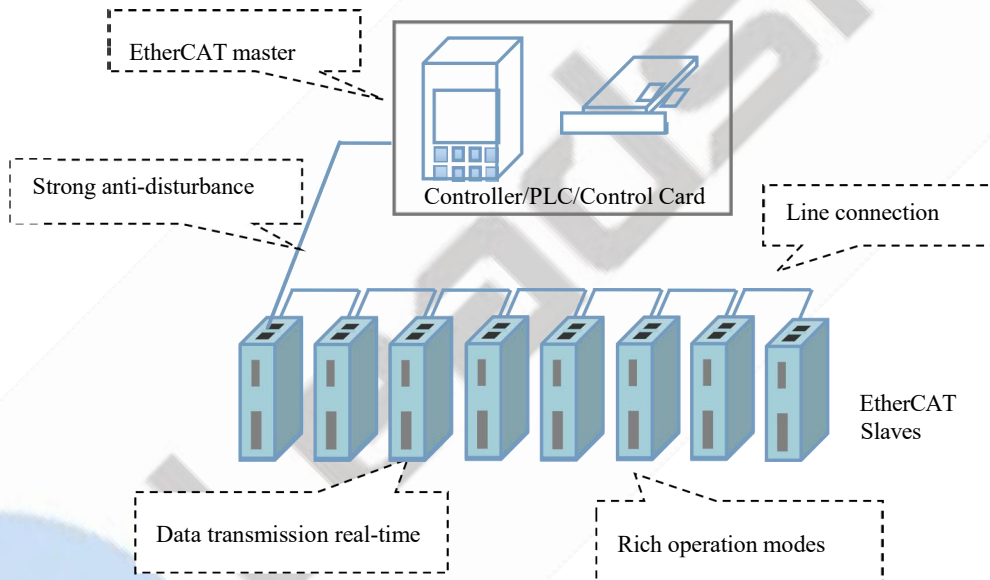 EtherCAT master
Controller/PLC/Control Card
Strong anti-disturbance
Line connection
EtherCAT
Slaves
Data transmission real-time
Rich operation modes